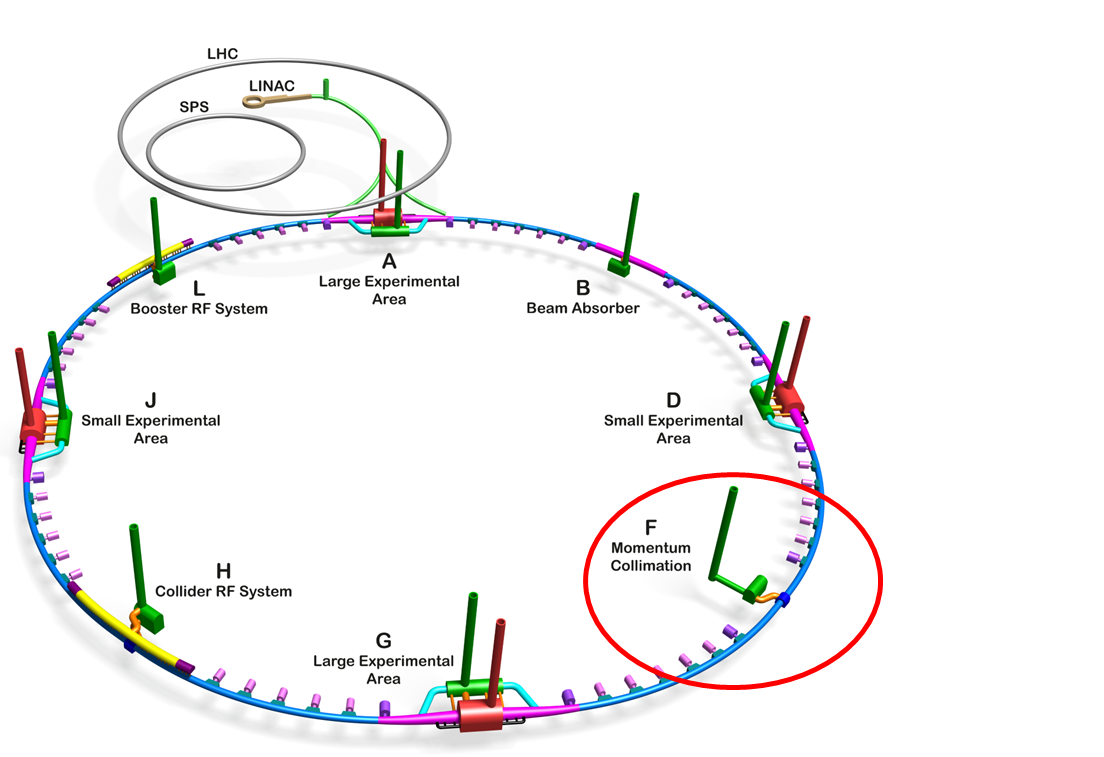 LHC
LINAC
SPS
A
Large Experimental
Area
L
Booster RF System
B
Beam Absorber
J
Small Experimental
Area
D
Small Experimental
Area
F
Momentum
Collimation
H
Collider RF System
G
Large Experimental
Area